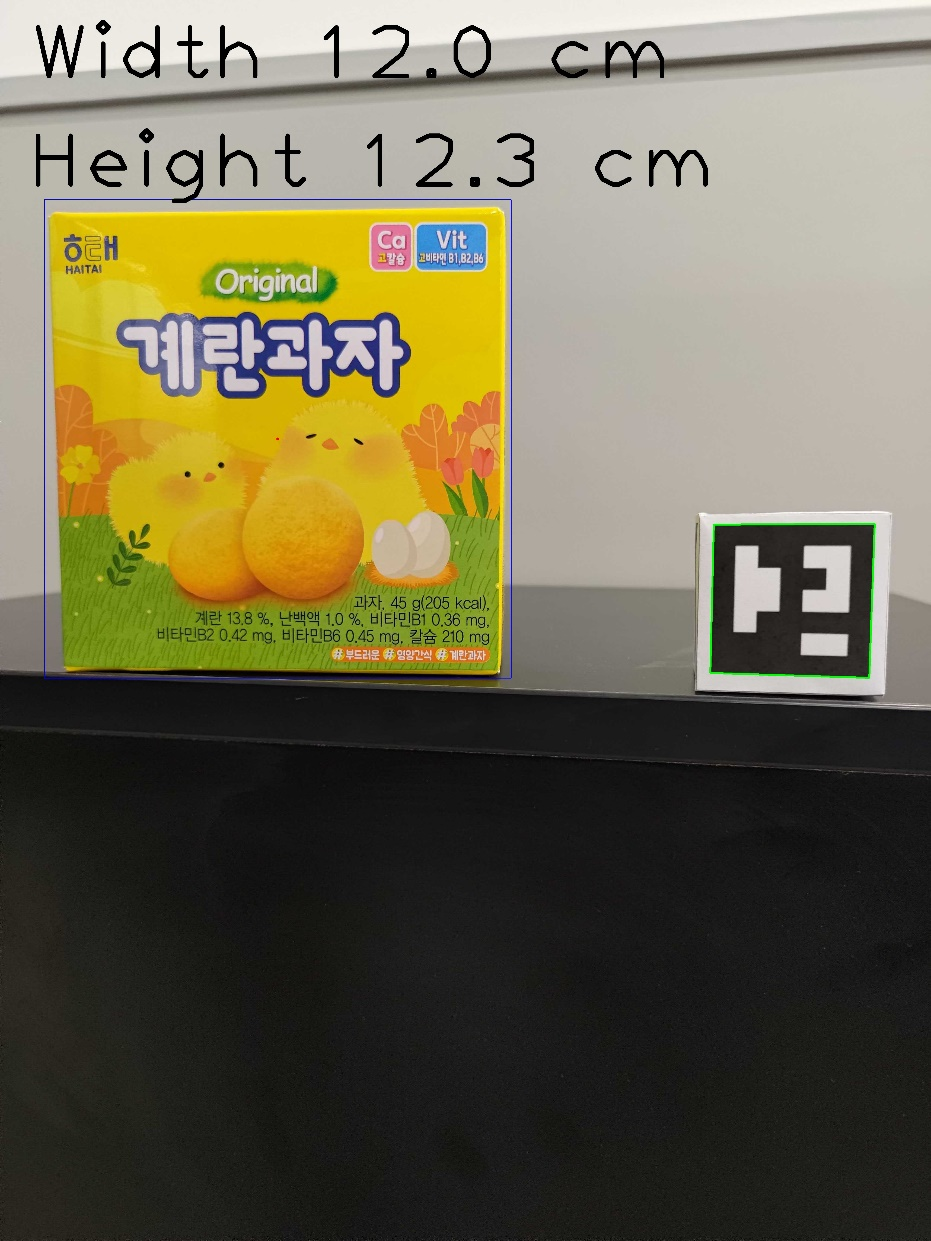 Width 12.0 cm
Height 12.3 cm
해태
HAITAI
Ca
고칼슘
Vit
고비타민 B1,B2,B6
Original
계란과자
과자, 45 g(205 kcal),
계란 13.8 %, 난백액 1.0 %, 비타민B1 0.36 mg,
비타민B2 0.42 mg, 비타민B6 0.45 mg, 칼슘 210 mg
#부드러운 #영양간식 #계란과자